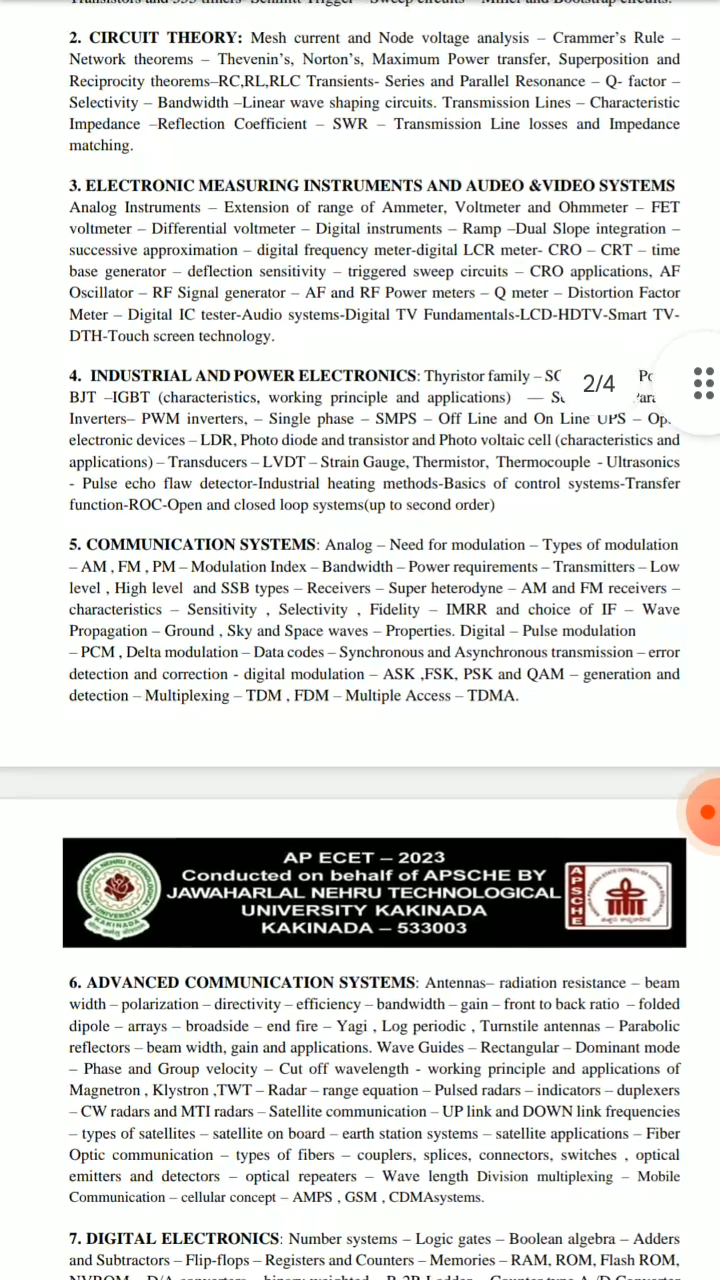 2. CIRCUIT THEORY: Mesh current and Node voltage analysis – Crammer's Rule –
Network theorems – Thevenin's, Norton's, Maximum Power transfer, Superposition and
Reciprocity theorems–RC,RL,RLC Transients- Series and Parallel Resonance – Q- factor –
Selectivity – Bandwidth –Linear wave shaping circuits. Transmission Lines – Characteristic
Impedance –Reflection Coefficient – SWR – Transmission Line losses and Impedance
matching.
3. ELECTRONIC MEASURING INSTRUMENTS AND AUDEO &VIDEO SYSTEMS
Analog Instruments – Extension of range of Ammeter, Voltmeter and Ohmmeter – FET
voltmeter – Differential voltmeter – Digital instruments – Ramp –Dual Slope integration –
successive approximation – digital frequency meter-digital LCR meter- CRO – CRT – time
base generator – deflection sensitivity – triggered sweep circuits – CRO applications, AF
Oscillator – RF Signal generator – AF and RF Power meters – Q meter – Distortion Factor
Meter – Digital IC tester-Audio systems-Digital TV Fundamentals-LCD-HDTV-Smart TV-
DTH-Touch screen technology.
4. INDUSTRIAL AND POWER ELECTRONICS: Thyristor family –
2/4
BJT –IGBT (characteristics, working principle and applications) —
Inverters– PWM inverters, – Single phase – SMPS – Off Line and On Line UPS –
electronic devices – LDR, Photo diode and transistor and Photo voltaic cell (characteristics and
applications) – Transducers – LVDT – Strain Gauge, Thermistor, Thermocouple - Ultrasonics
- Pulse echo flaw detector-Industrial heating methods-Basics of control systems-Transfer
function-ROC-Open and closed loop systems(up to second order)
5. COMMUNICATION SYSTEMS: Analog – Need for modulation – Types of modulation
– AM , FM , PM – Modulation Index – Bandwidth – Power requirements – Transmitters – Low
level , High level and SSB types – Receivers – Super heterodyne – AM and FM receivers –
characteristics – Sensitivity , Selectivity , Fidelity – IMRR and choice of IF – Wave
Propagation – Ground , Sky and Space waves – Properties. Digital – Pulse modulation
– PCM , Delta modulation – Data codes – Synchronous and Asynchronous transmission – error
detection and correction - digital modulation – ASK ,FSK, PSK and QAM – generation and
detection – Multiplexing – TDM , FDM – Multiple Access – TDMA.
AP ECET – 2023
Conducted on behalf of APSCHE BY
JAWAHARLAL NEHRU TECHNOLOGICAL
UNIVERSITY KAKINADA
KAKINADA – 533003
APSCHE
6. ADVANCED COMMUNICATION SYSTEMS: Antennas– radiation resistance – beam
width – polarization – directivity – efficiency – bandwidth – gain – front to back ratio – folded
dipole – arrays – broadside – end fire – Yagi , Log periodic , Turnstile antennas – Parabolic
reflectors – beam width, gain and applications. Wave Guides – Rectangular – Dominant mode
– Phase and Group velocity – Cut off wavelength - working principle and applications of
Magnetron , Klystron ,TWT – Radar – range equation – Pulsed radars – indicators – duplexers
– CW radars and MTI radars – Satellite communication – UP link and DOWN link frequencies
– types of satellites – satellite on board – earth station systems – satellite applications – Fiber
Optic communication – types of fibers – couplers, splices, connectors, switches , optical
emitters and detectors – optical repeaters – Wave length Division multiplexing – Mobile
Communication – cellular concept – AMPS , GSM , CDMAsystems.
7. DIGITAL ELECTRONICS: Number systems – Logic gates – Boolean algebra – Adders
and Subtractors – Flip-flops – Registers and Counters – Memories – RAM, ROM, Flash ROM,